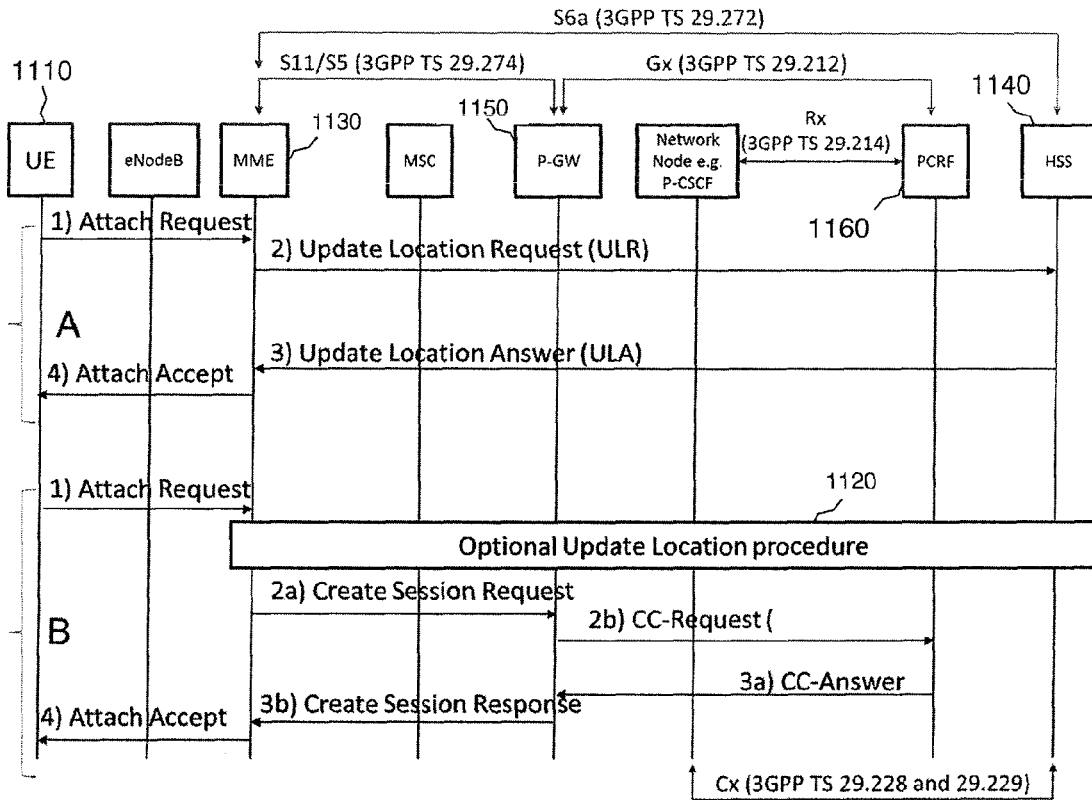 S6a (3GPP TS 29.272)
S11/S5 (3GPP TS 29.274)
Gx (3GPP TS 29.212)
1110
1130
1150
1140
Rx
(3GPP TS 29.214)
UE
eNodeB
MME
MSC
P-GW
Network
Node e.g.
P-CSCF
PCRF
HSS
1160
1) Attach Request
2) Update Location Request (ULR)
A
3) Update Location Answer (ULA)
4) Attach Accept
1) Attach Request
1120
Optional Update Location procedure
2a) Create Session Request
2b) CC-Request (
B
3a) CC-Answer
3b) Create Session Response
4) Attach Accept
Cx (3GPP TS 29.228 and 29.229)